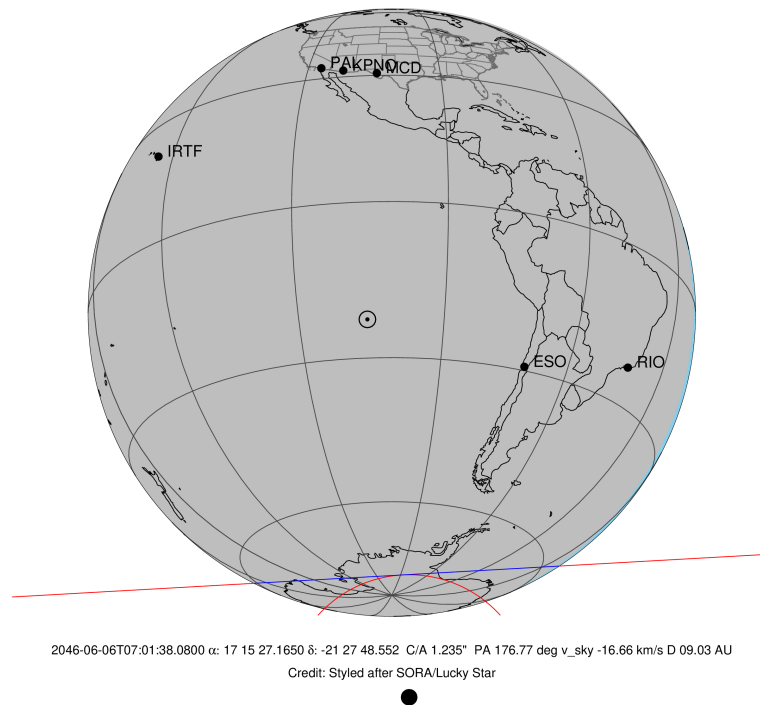 PAL
KPNO
MCD
IRTF
ESO
RIO
2046-06-06T07:01:38.0800 α: 17 15 27.1650 δ: -21 27 48.552 C/A 1.235" PA 176.77 deg v_sky -16.66 km/s D 09.03 AU
Credit: Styled after SORA/Lucky Star